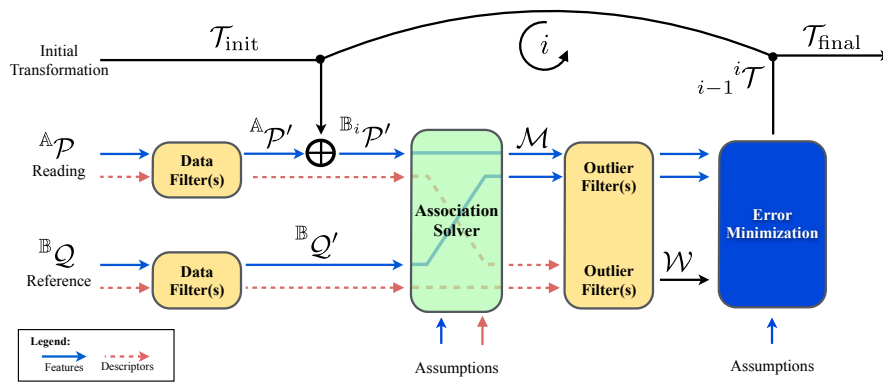 𝒯init
i
𝒯final
Initial
Transformation
i-1 i 𝒯
𝔸𝒫
𝔸𝒫′
𝔹i𝒫′
ℳ
Reading
Data
Filter(s)
Outlier
Filter(s)
Association
Solver
Error
Minimization
𝔹𝒬
𝔹𝒬′
Reference
Data
Filter(s)
Outlier
Filter(s)
𝒲
Legend:
Features
Descriptors
Assumptions
Assumptions